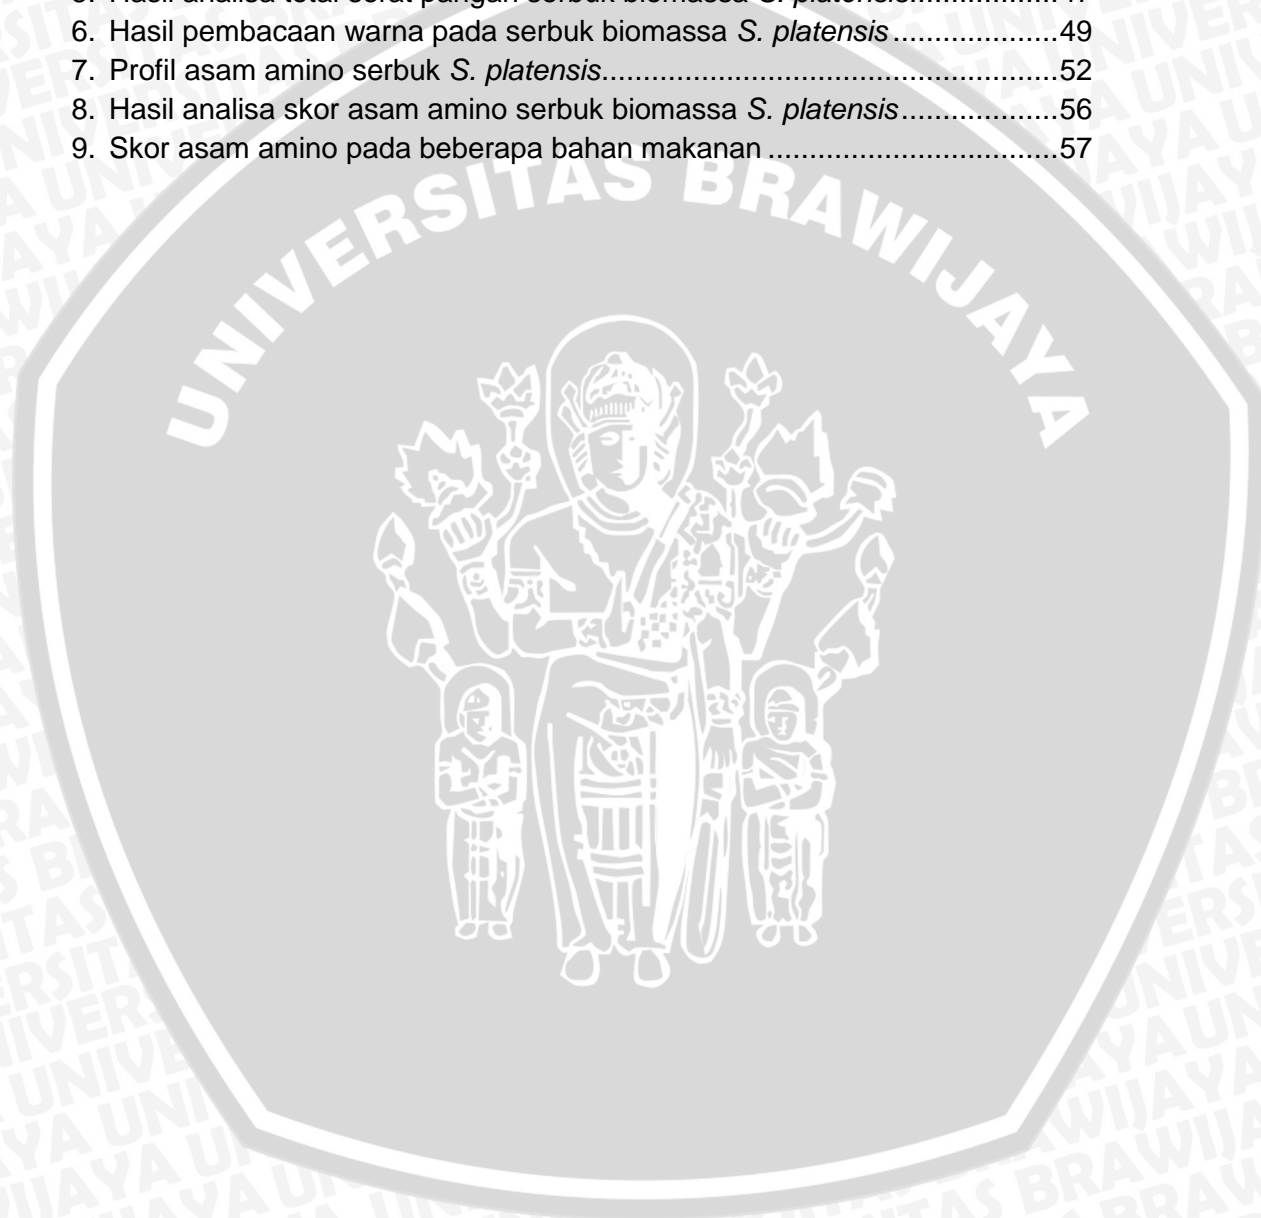 6. Hasil pembacaan warna pada serbuk biomassa S. platensis....................49
7. Profil asam amino serbuk S. platensis.......................................................52
8. Hasil analisa skor asam amino serbuk biomassa S. platensis...................56
9. Skor asam amino pada beberapa bahan makanan ...................................57
UNIVERSITAS BRAWIJAYA